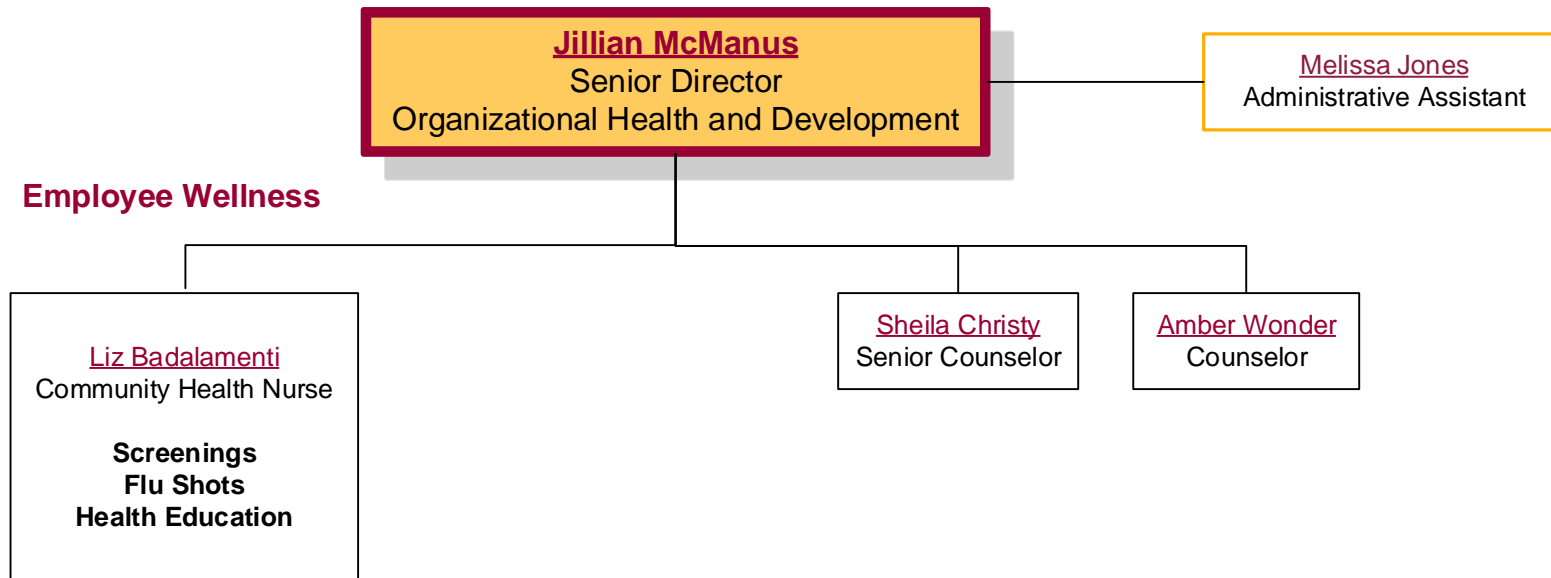 Jillian McManus
Senior Director
Organizational Health and Development
Melissa Jones
Administrative Assistant
Employee Wellness
Liz Badalamenti
Community Health Nurse
Screenings
Flu Shots
Health Education
Sheila Christy
Senior Counselor
Amber Wonder
Counselor